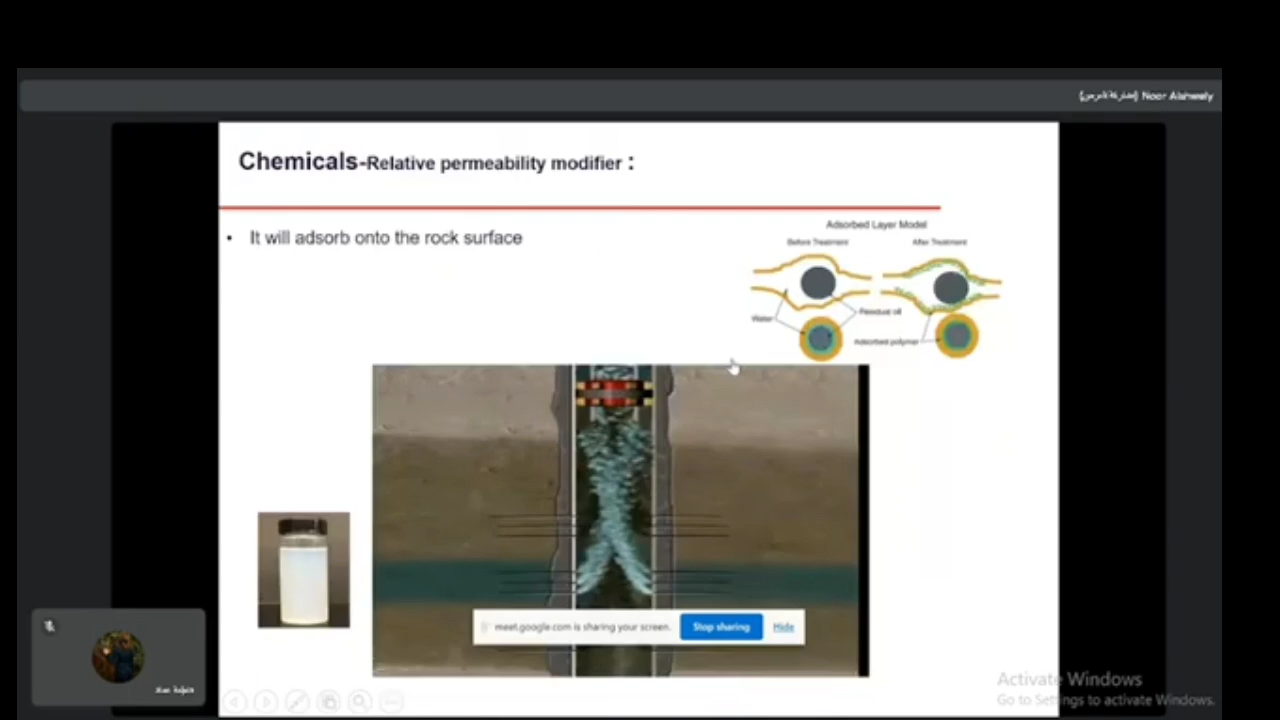 Noor Alshweely
Chemicals-Relative permeability modifier :
• It will adsorb onto the rock surface
Adsorbed Layer Model
Before Treatment
After Treatment
Water
Residual oil
Adsorbed polymer
meet.google.com is sharing your screen.
Stop sharing
Hide
Activate Windows
Go to Settings to activate Windows.